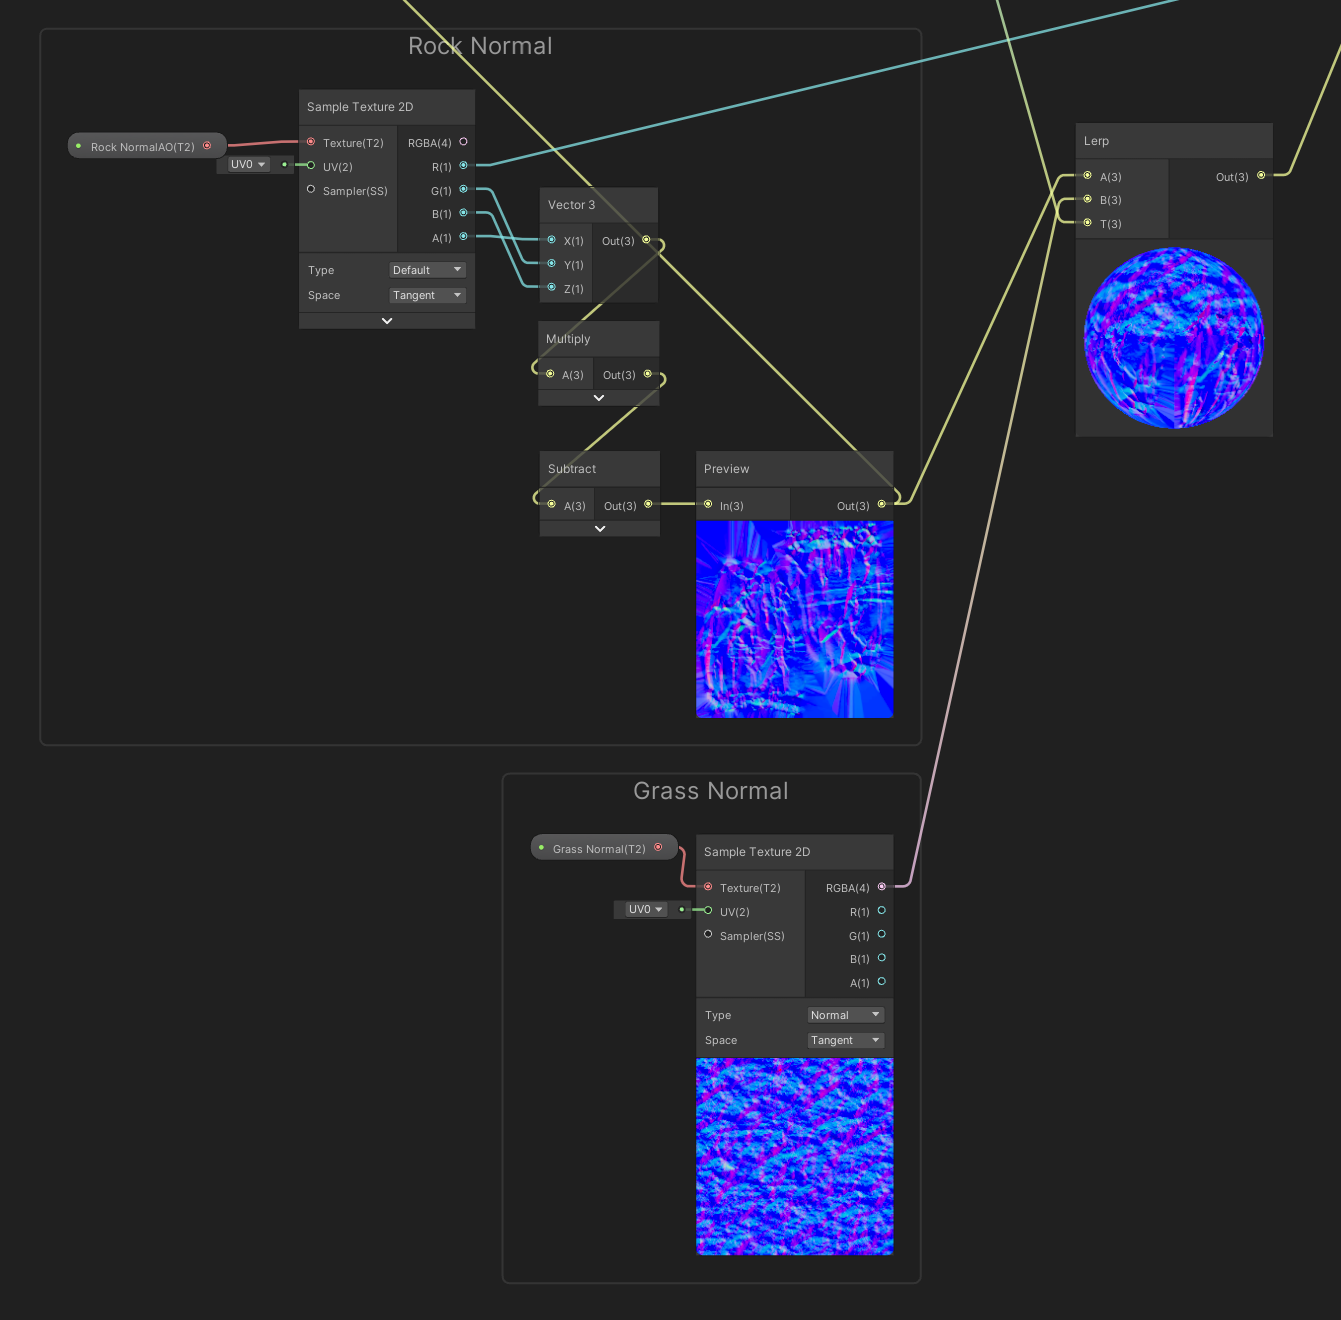 Rock Normal
Sample Texture 2D
Rock NormalAO(T2)
Texture(T2)
RGBA(4)
UV0
UV(2)
R(1)
Sampler(SS)
G(1)
B(1)
A(1)
Type
Default
Space
Tangent
Vector 3
X(1)
Out(3)
Y(1)
Z(1)
Multiply
A(3)
Out(3)
Subtract
A(3)
Out(3)
Preview
In(3)
Out(3)
Lerp
A(3)
Out(3)
B(3)
T(3)
Grass Normal
Grass Normal(T2)
Sample Texture 2D
Texture(T2)
RGBA(4)
UV0
UV(2)
R(1)
Sampler(SS)
G(1)
B(1)
A(1)
Type
Normal
Space
Tangent